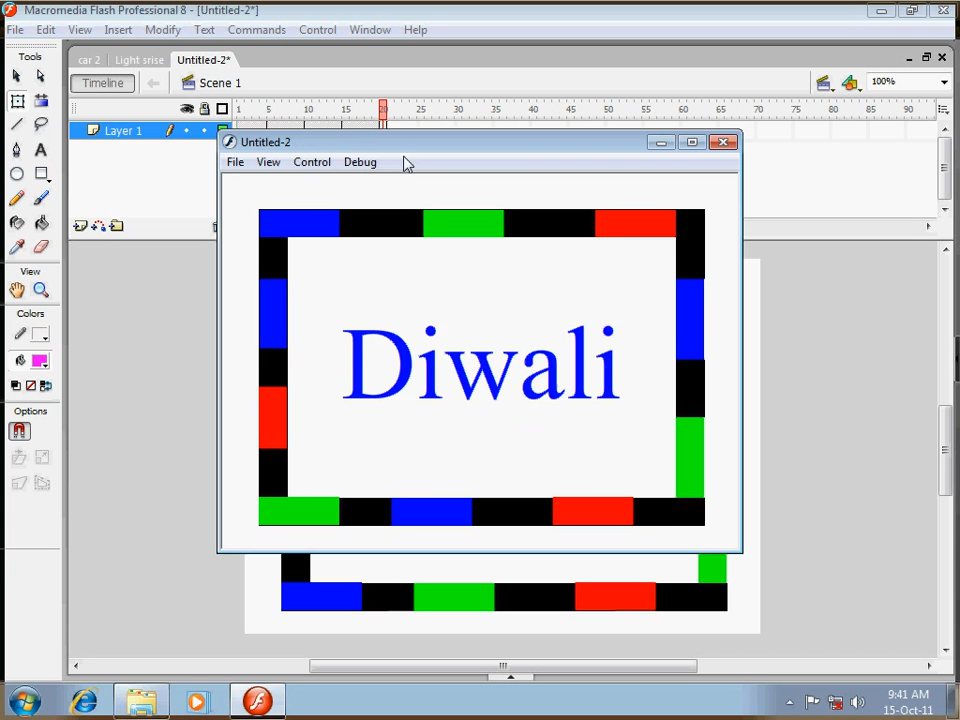 Macromedia Flash Professional 8 - [Untitled-2*]
File Edit View Insert Modify Text Commands Control Window Help
Tools
car 2 Light srise Untitled-2*
Timeline Scene 1 100%
1 5 10 15 20 25 30 35 40 45 50 55 60 65 70 75 80 85 90
Layer 1
Untitled-2
File View Control Debug
Diwali
View
Colors
Options
9:41 AM
15-Oct-11